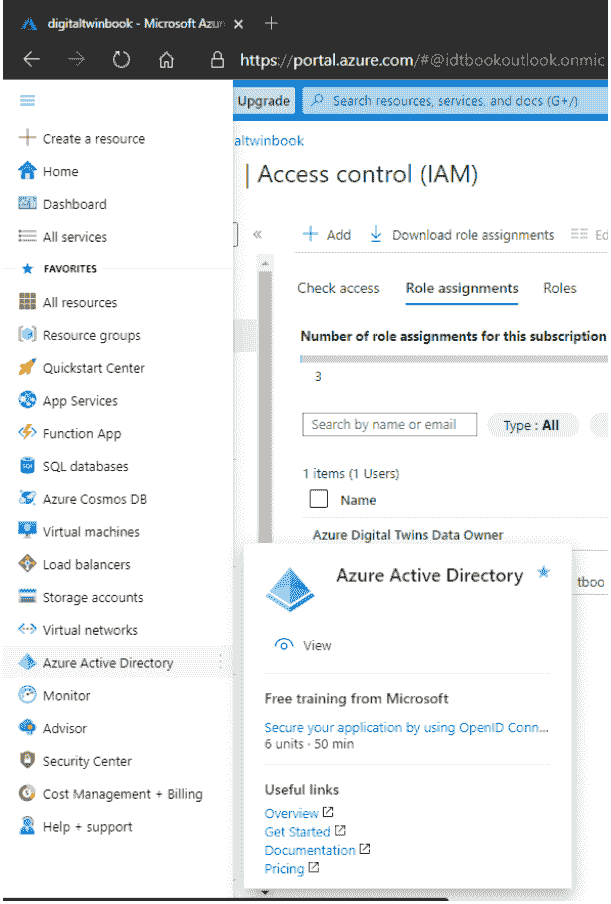 digitaltwinbook - Microsoft Azur
https://portal.azure.com/#@idtbookoutlook.onmic
Upgrade
Search resources, services, and docs (G+/)
altwinbook
| Access control (IAM)
Create a resource
Home
Dashboard
All services
FAVORITES
All resources
Resource groups
Quickstart Center
App Services
Function App
SQL databases
Azure Cosmos DB
Virtual machines
Load balancers
Storage accounts
Virtual networks
Azure Active Directory
Monitor
Advisor
Security Center
Cost Management + Billing
Help + support
Add
Download role assignments
Ed
Check access
Role assignments
Roles
Number of role assignments for this subscription
3
Search by name or email
Type : All
1 items (1 Users)
Name
Azure Digital Twins Data Owner
tboo
Azure Active Directory
View
Free training from Microsoft
Secure your application by using OpenID Conn...
6 units · 50 min
Useful links
Overview
Get Started
Documentation
Pricing